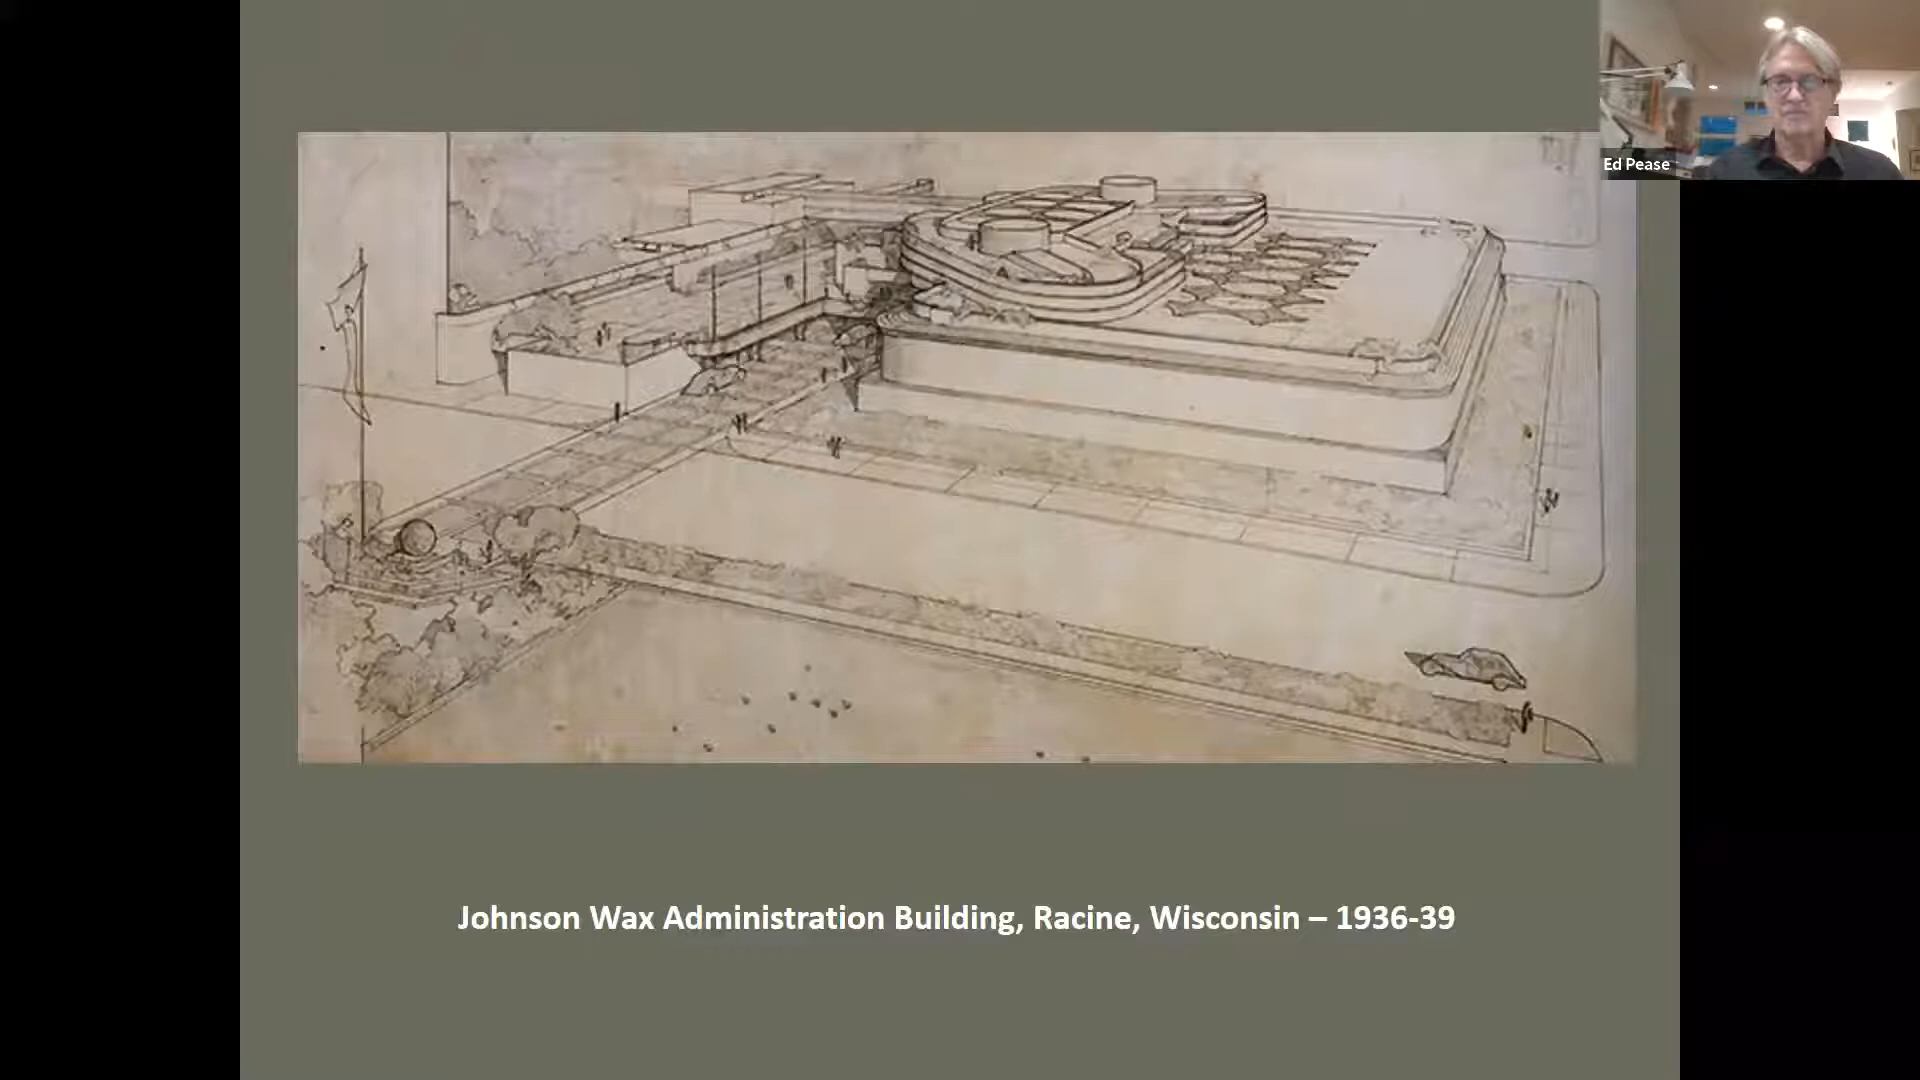 Ed Pease
Johnson Wax Administration Building, Racine, Wisconsin – 1936-39